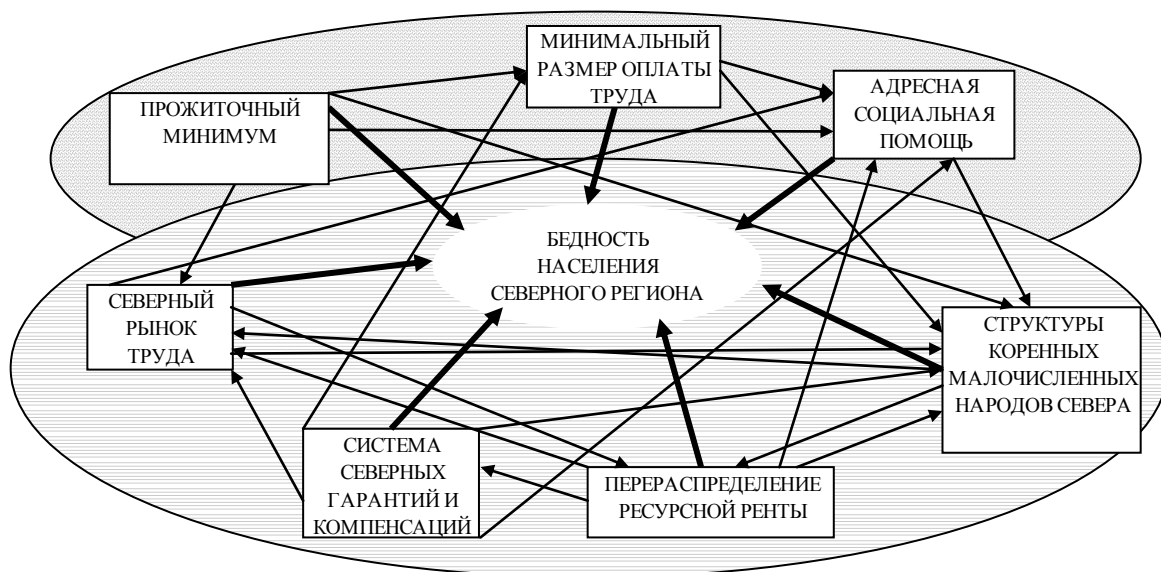 МИНИМАЛЬНЫЙ
РАЗМЕР ОПЛАТЫ
ТРУДА
АДРЕСНАЯ
СОЦИАЛЬНАЯ
ПОМОЩЬ
ПРОЖИТОЧНЫЙ
МИНИМУМ
БЕДНОСТЬ
НАСЕЛЕНИЯ
СЕВЕРНОГО РЕГИОНА
СЕВЕРНЫЙ
РЫНОК
ТРУДА
СТРУКТУРЫ
КОРЕННЫХ
МАЛОЧИСЛЕННЫХ
НАРОДОВ СЕВЕРА
СИСТЕМА
СЕВЕРНЫХ
ГАРАНТИЙ И
КОМПЕНСАЦИЙ
ПЕРЕРАСПРЕДЕЛЕНИЕ
РЕСУРСНОЙ РЕНТЫ